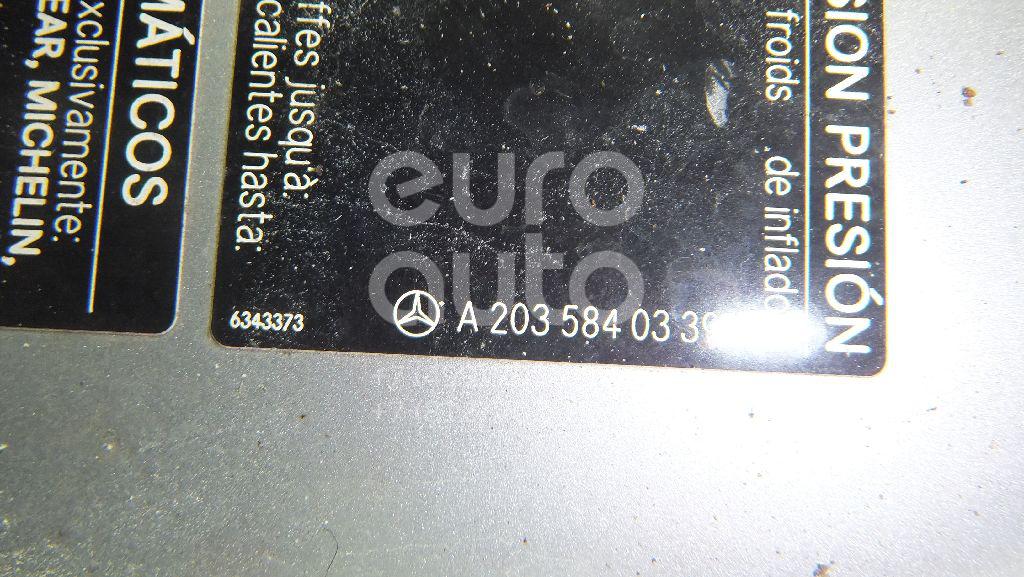 MÁTICOS
xclusivamente:
EAR, MICHELIN,
SION PRESIÓN
froids de inflado
ffes jusqu'à:
calientes hasta:
6343373
A 203 584 03 39
euro
auto